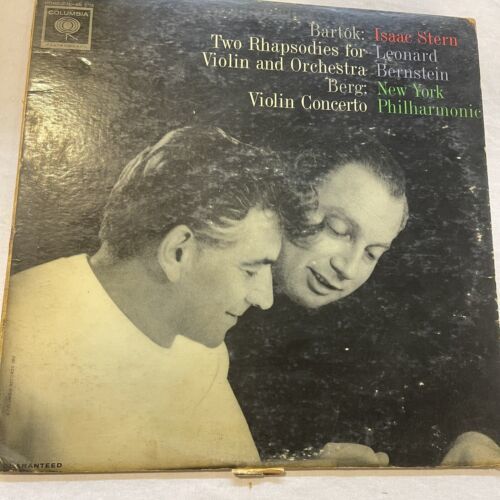 COLUMBIA
Bartók: Isaac Stern
Two Rhapsodies for Leonard
Violin and Orchestra Bernstein
Berg: New York
Violin Concerto Philharmonic
GUARANTEED